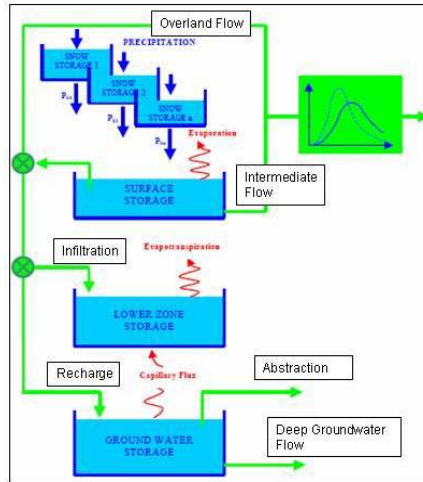 Overland Flow
PRECIPITATION
SNOW
STORAGE 1
SNOW
STORAGE 2
SNOW
STORAGE n
Evaporation
Intermediate
Flow
SURFACE
STORAGE
Infiltration
Evapotranspiration
LOWER ZONE
STORAGE
Recharge
Capillary Flux
Abstraction
GROUND WATER
STORAGE
Deep Groundwater
Flow